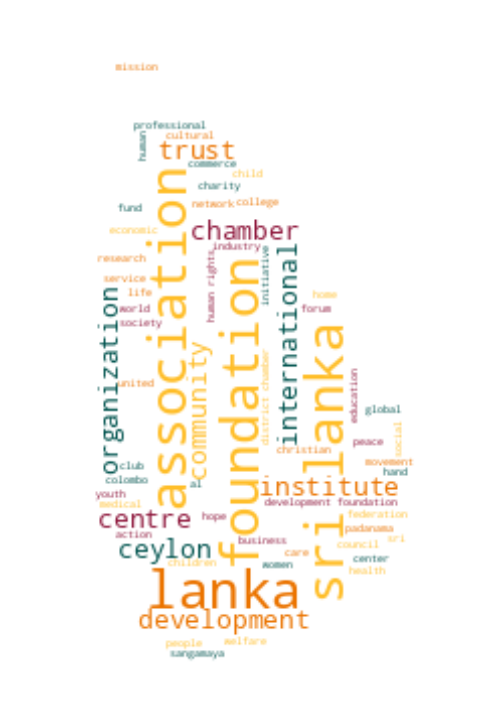 mission
professional
human
cultural
trust
commerce
child
charity
network
college
fund
association
chamber
economic
industry
human rights
initiative
international
research
foundation
service
life
organization
home
world
forum
society
sri lanka
community
district chamber
united
education
global
social
peace
christian
movement
club
hand
colombo
al
institute
youth
medical
development foundation
centre
hope
federation
padanama
action
business
sri
ceylon
council
care
center
children
women
health
lanka
development
people
welfare
sangamaya